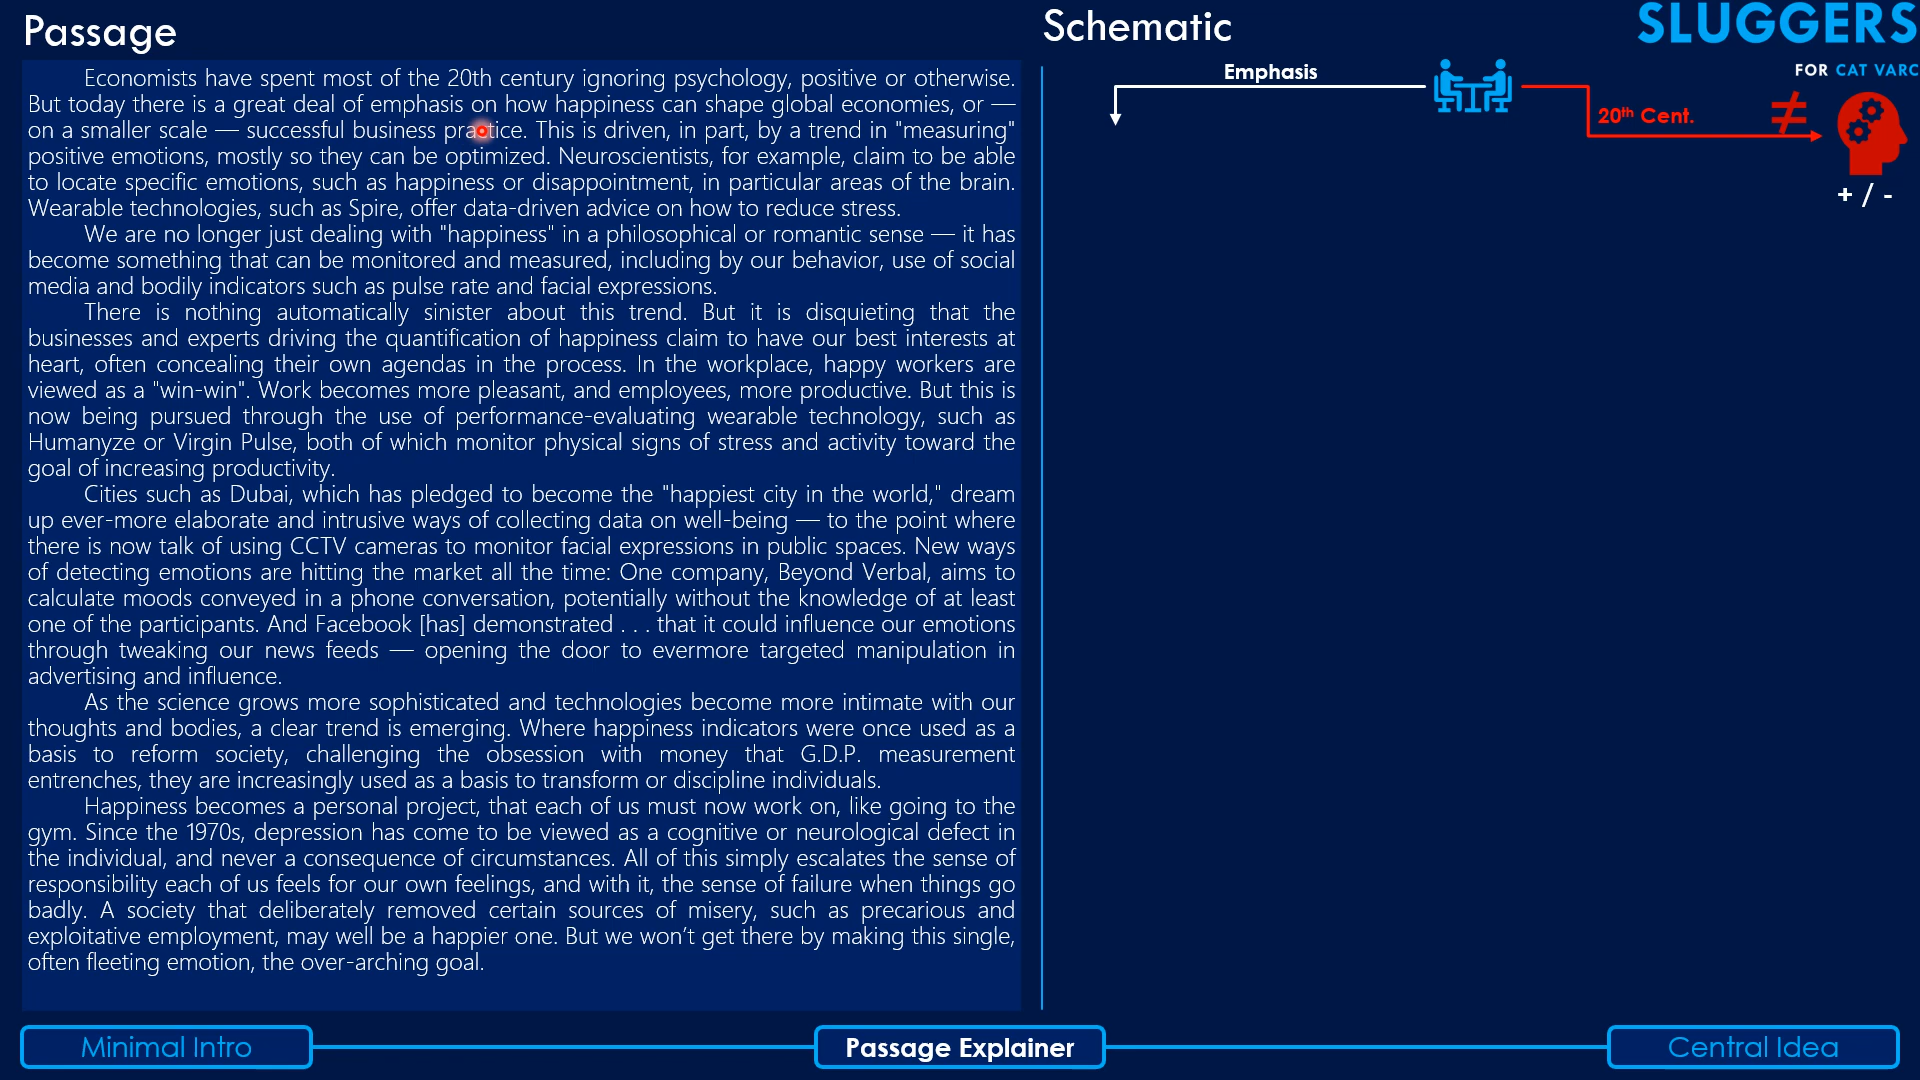 Passage
Schematic
SLUGGERS
FOR CAT VARC
Economists have spent most of the 20th century ignoring psychology, positive or otherwise.
But today there is a great deal of emphasis on how happiness can shape global economies, or —
on a smaller scale — successful business practice. This is driven, in part, by a trend in "measuring"
positive emotions, mostly so they can be optimized. Neuroscientists, for example, claim to be able
to locate specific emotions, such as happiness or disappointment, in particular areas of the brain.
Wearable technologies, such as Spire, offer data-driven advice on how to reduce stress.
We are no longer just dealing with "happiness" in a philosophical or romantic sense — it has
become something that can be monitored and measured, including by our behavior, use of social
media and bodily indicators such as pulse rate and facial expressions.
There is nothing automatically sinister about this trend. But it is disquieting that the
businesses and experts driving the quantification of happiness claim to have our best interests at
heart, often concealing their own agendas in the process. In the workplace, happy workers are
viewed as a "win-win". Work becomes more pleasant, and employees, more productive. But this is
now being pursued through the use of performance-evaluating wearable technology, such as
Humanyze or Virgin Pulse, both of which monitor physical signs of stress and activity toward the
goal of increasing productivity.
Cities such as Dubai, which has pledged to become the "happiest city in the world," dream
up ever-more elaborate and intrusive ways of collecting data on well-being — to the point where
there is now talk of using CCTV cameras to monitor facial expressions in public spaces. New ways
of detecting emotions are hitting the market all the time: One company, Beyond Verbal, aims to
calculate moods conveyed in a phone conversation, potentially without the knowledge of at least
one of the participants. And Facebook [has] demonstrated . . . that it could influence our emotions
through tweaking our news feeds — opening the door to evermore targeted manipulation in
advertising and influence.
As the science grows more sophisticated and technologies become more intimate with our
thoughts and bodies, a clear trend is emerging. Where happiness indicators were once used as a
basis to reform society, challenging the obsession with money that G.D.P. measurement
entrenches, they are increasingly used as a basis to transform or discipline individuals.
Happiness becomes a personal project, that each of us must now work on, like going to the
gym. Since the 1970s, depression has come to be viewed as a cognitive or neurological defect in
the individual, and never a consequence of circumstances. All of this simply escalates the sense of
responsibility each of us feels for our own feelings, and with it, the sense of failure when things go
badly. A society that deliberately removed certain sources of misery, such as precarious and
exploitative employment, may well be a happier one. But we won’t get there by making this single,
often fleeting emotion, the over-arching goal.
Emphasis
20th Cent.
≠
+ / -
Minimal Intro
Passage Explainer
Central Idea